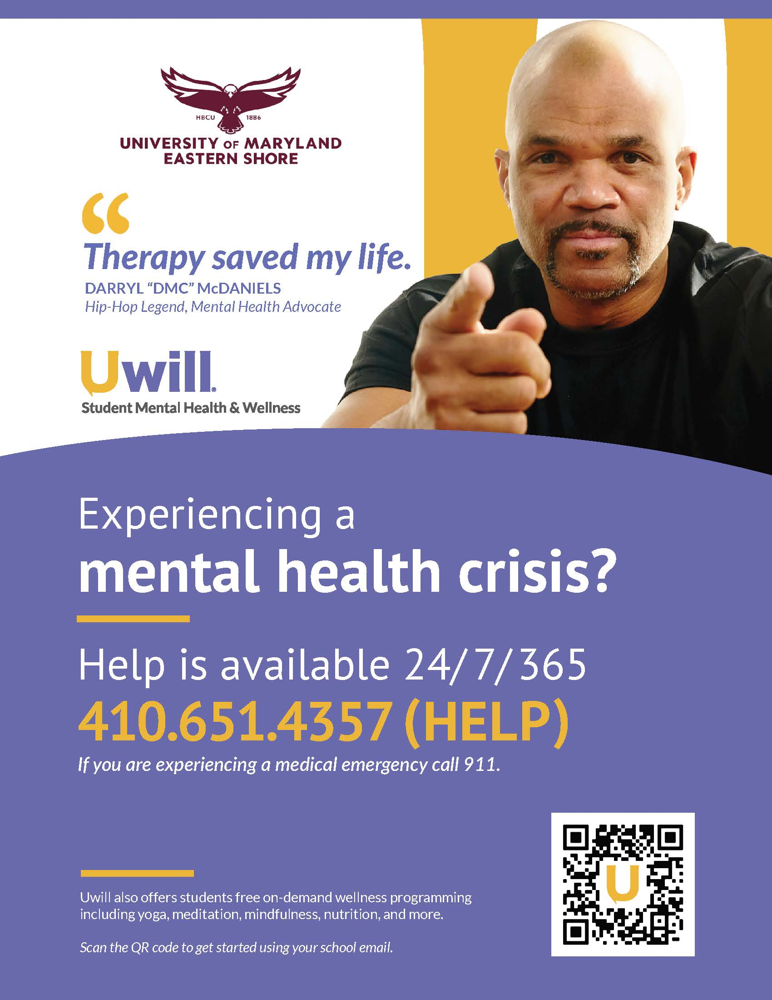 HBCU 1886
UNIVERSITY OF MARYLAND
EASTERN SHORE
“
Therapy saved my life.
DARRYL “DMC” McDANIELS
Hip-Hop Legend, Mental Health Advocate
Uwill®
Student Mental Health & Wellness
Experiencing a
mental health crisis?
Help is available 24/7/365
410.651.4357 (HELP)
If you are experiencing a medical emergency call 911.
Uwill also offers students free on-demand wellness programming
including yoga, meditation, mindfulness, nutrition, and more.
Scan the QR code to get started using your school email.
U